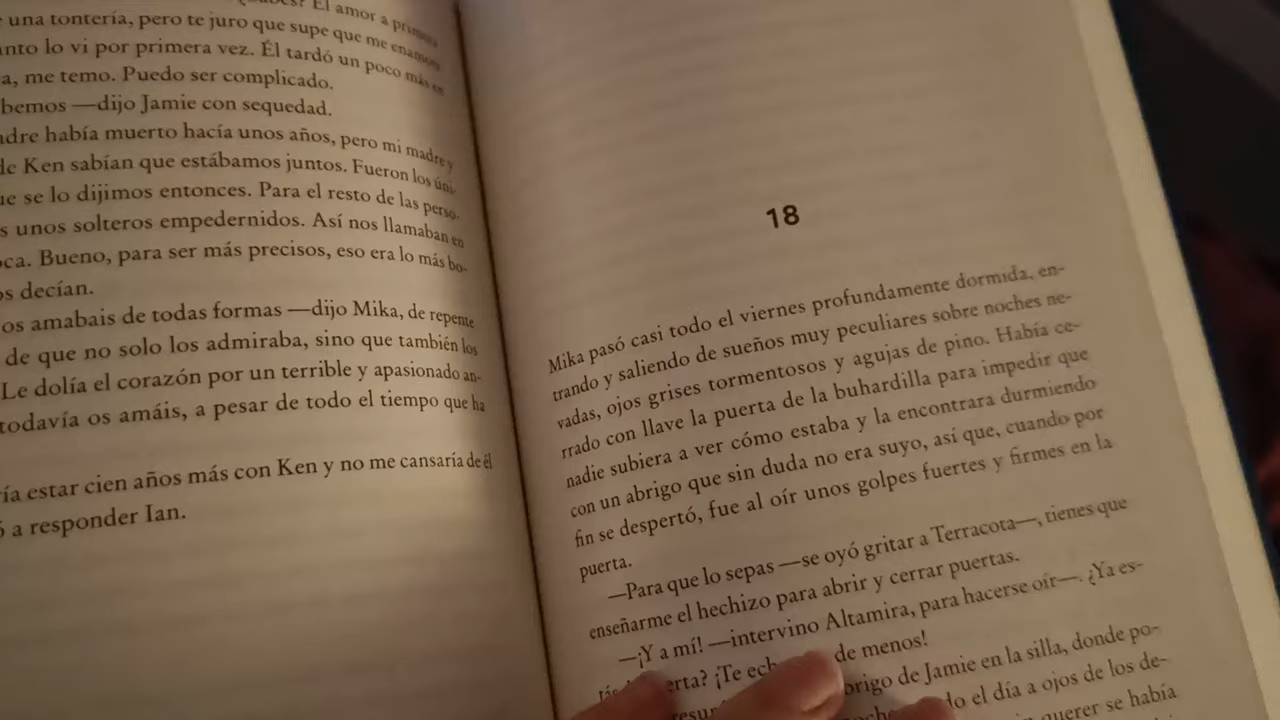 El amor a primera
una tontería, pero te juro que supe que me enamo
lo vi por primera vez. Él tardó un poco más en
me temo. Puedo ser complicado.
—dijo Jamie con sequedad.
había muerto hacía unos años, pero mi madre y
Ken sabían que estábamos juntos. Fueron los úni-
se lo dijimos entonces. Para el resto de las perso-
unos solteros empedernidos. Así nos llamaban en
Bueno, para ser más precisos, eso era lo más bo-
decían.
os amabais de todas formas —dijo Mika, de repente
de que no solo los admiraba, sino que también los
Le dolía el corazón por un terrible y apasionado an-
todavía os amáis, a pesar de todo el tiempo que ha
estar cien años más con Ken y no me cansaría de él
a responder Ian.
18
Mika pasó casi todo el viernes profundamente dormida, en-
trando y saliendo de sueños muy peculiares sobre noches ne-
vadas, ojos grises tormentosos y agujas de pino. Había ce-
rrado con llave la puerta de la buhardilla para impedir que
nadie subiera a ver cómo estaba y la encontrara durmiendo
con un abrigo que sin duda no era suyo, así que, cuando por
fin se despertó, fue al oír unos golpes fuertes y firmes en la
puerta.
—Para que lo sepas —se oyó gritar a Terracota—, tienes que
enseñarme el hechizo para abrir y cerrar puertas.
—¡Y a mí! —intervino Altamira, para hacerse oír—. ¿Ya es-
¡Te de menos!
de Jamie en la silla, donde po-
el día a ojos de los de-
querer se había